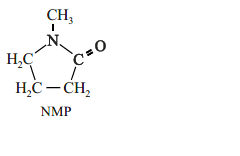 CH₃
N
H₂C C O
H₂C CH₂
NMP